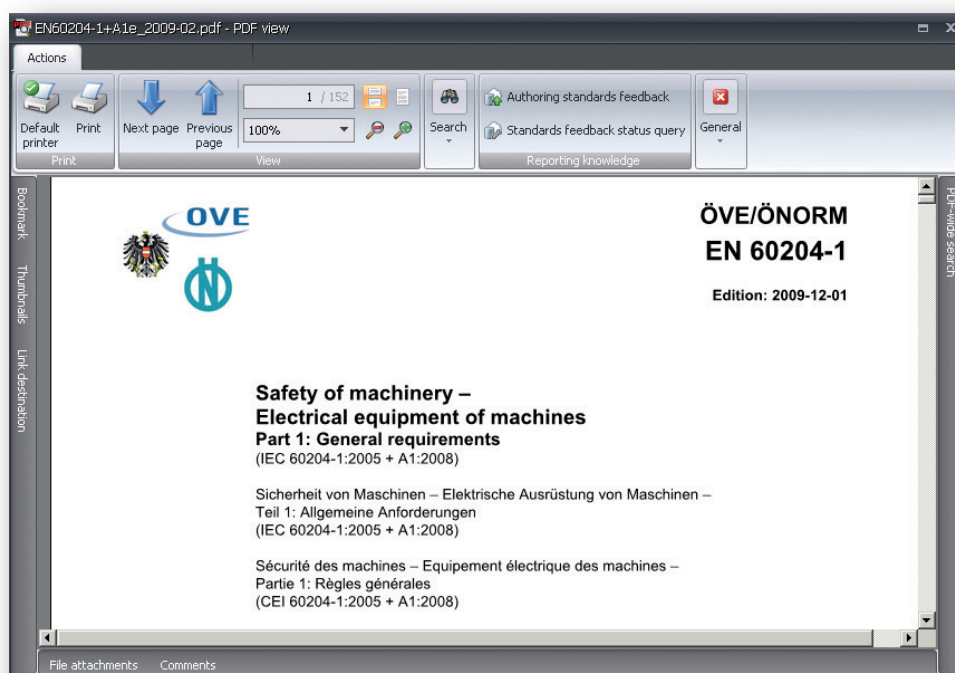 EN60204-1+A1e_2009-02.pdf - PDF view
Actions
Default printer
Print
Next page
Previous page
1 / 152
100%
Search
Authoring standards feedback
Standards feedback status query
General
Print
View
Reporting knowledge
Bookmark
Thumbnails
Link destination
PDF-wide search
OVE
ÖVE/ÖNORM
EN 60204-1
Edition: 2009-12-01
Safety of machinery –
Electrical equipment of machines
Part 1: General requirements
(IEC 60204-1:2005 + A1:2008)
Sicherheit von Maschinen – Elektrische Ausrüstung von Maschinen –
Teil 1: Allgemeine Anforderungen
(IEC 60204-1:2005 + A1:2008)
Sécurité des machines – Equipement électrique des machines –
Partie 1: Règles générales
(CEI 60204-1:2005 + A1:2008)
File attachments
Comments